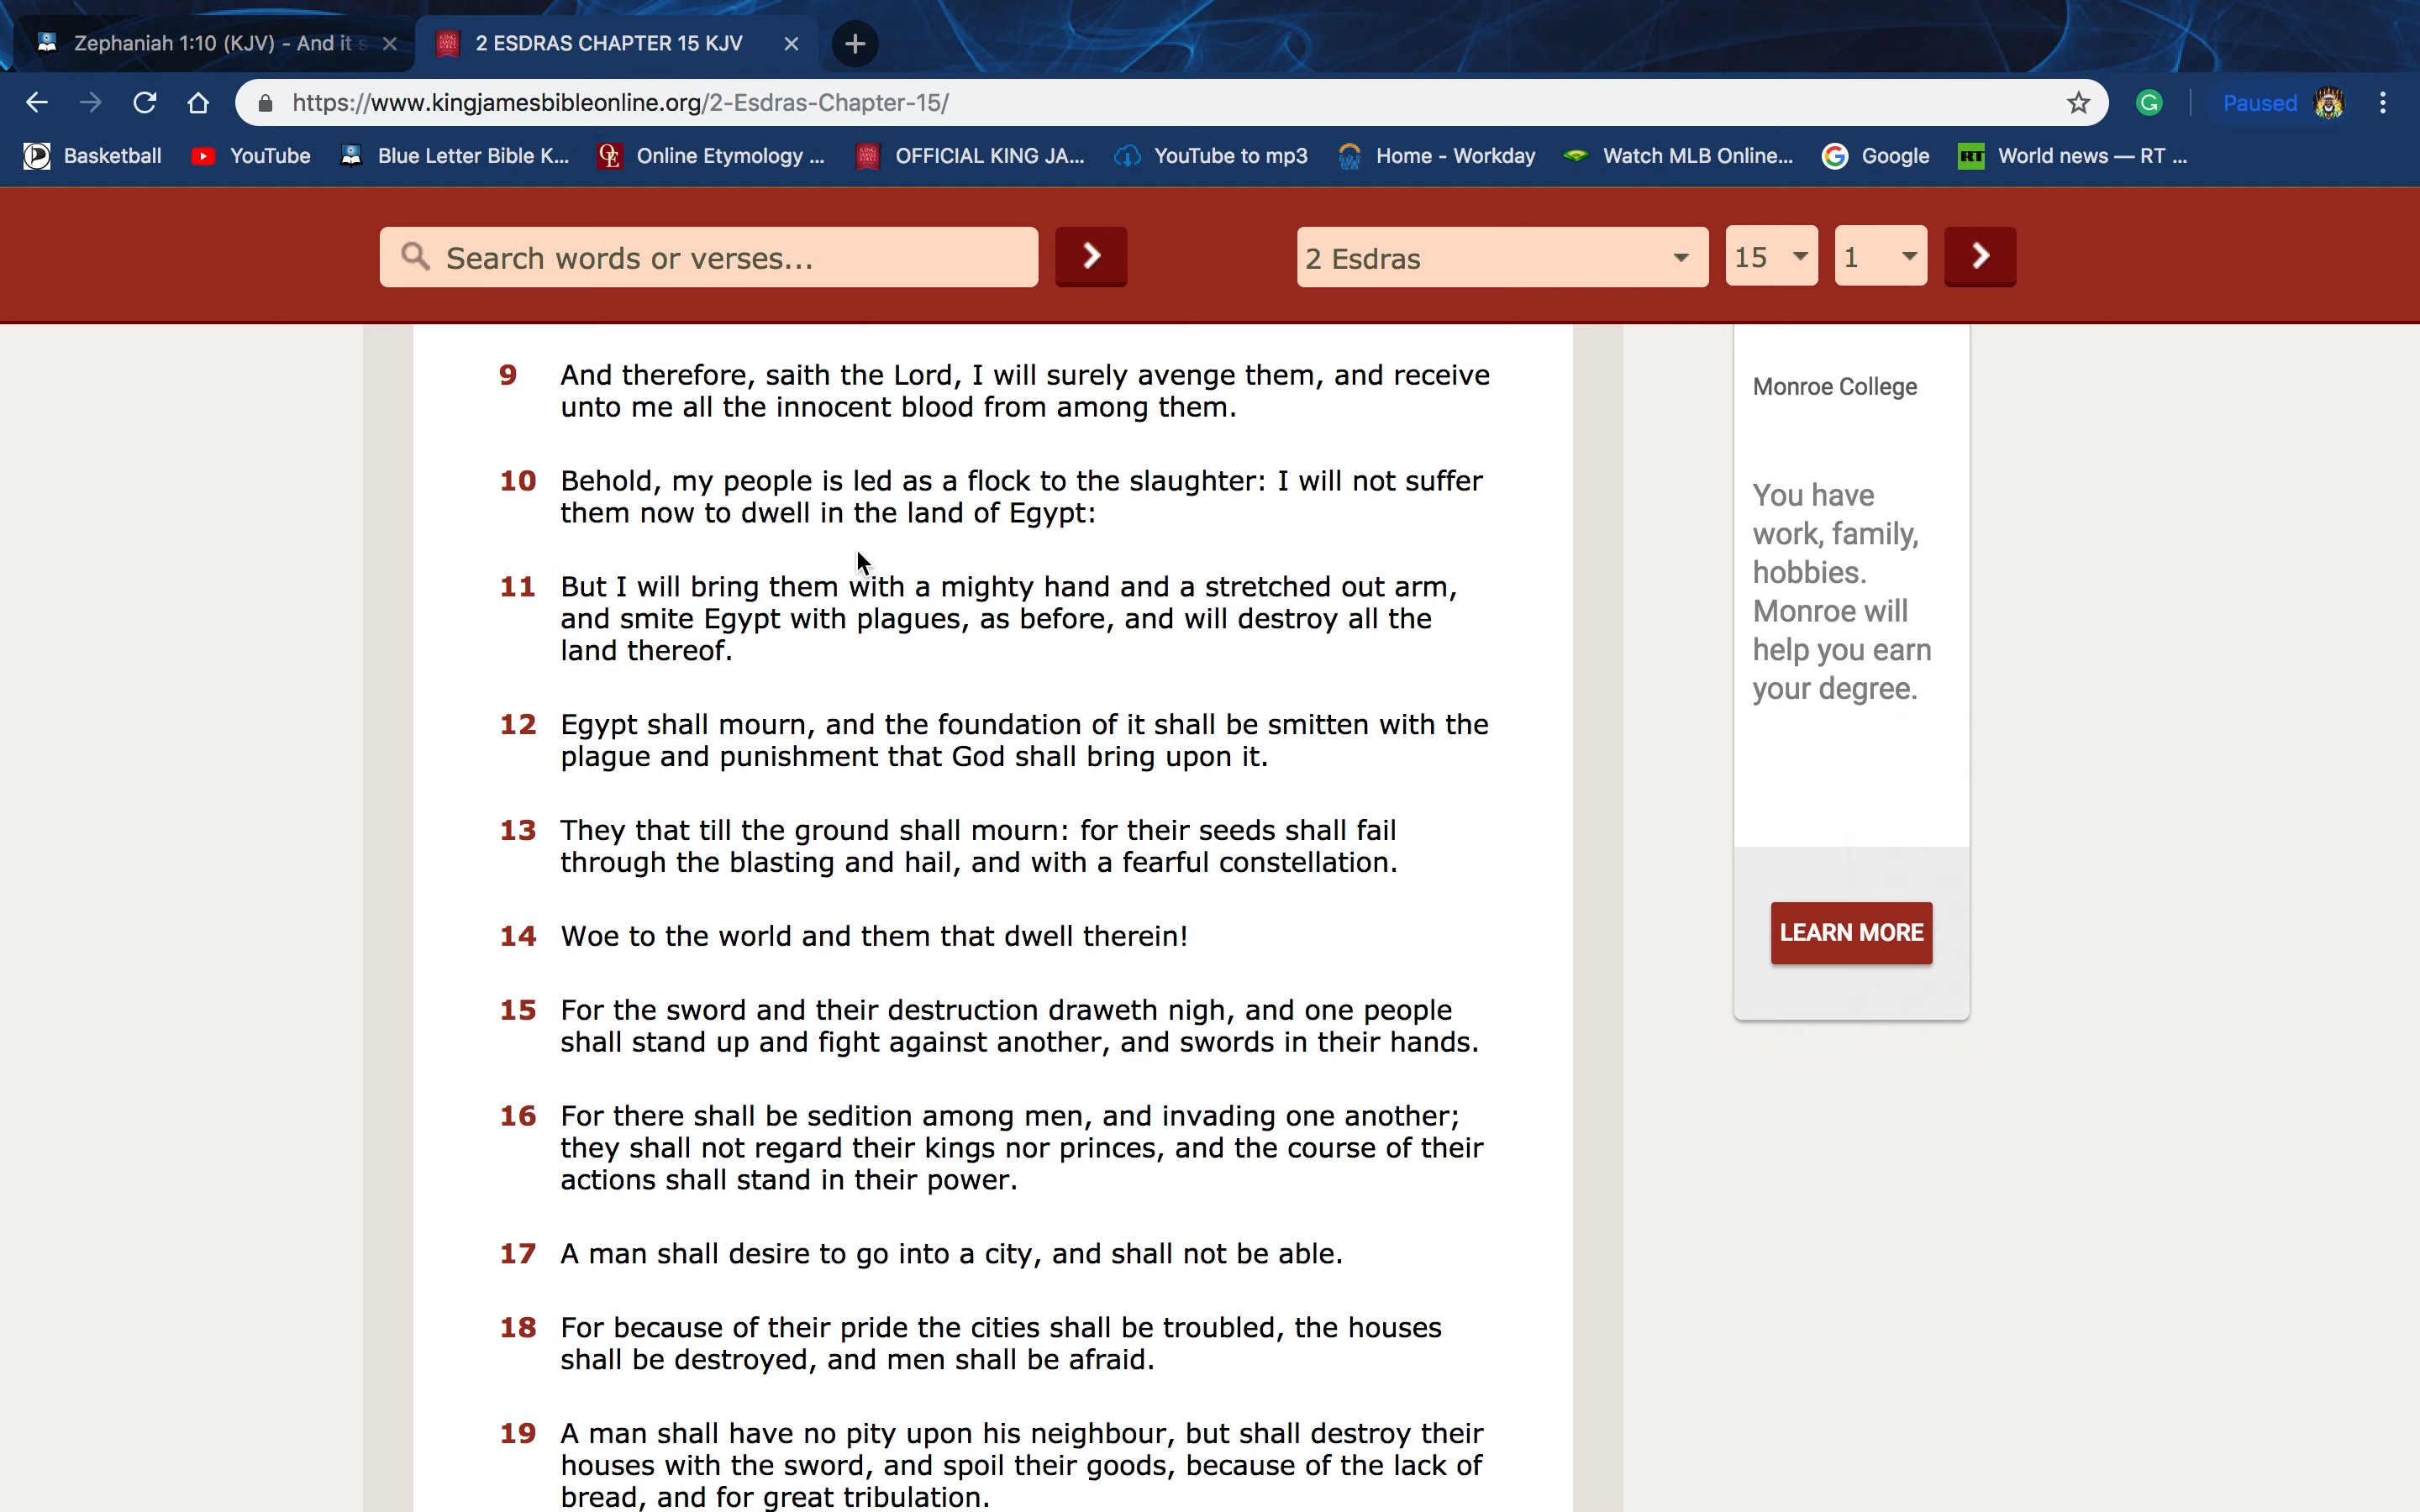 Zephaniah 1:10 (KJV) - And it s
2 ESDRAS CHAPTER 15 KJV
https://www.kingjamesbibleonline.org/2-Esdras-Chapter-15/
Paused
Basketball YouTube Blue Letter Bible K... Online Etymology ... OFFICIAL KING JA... YouTube to mp3 Home - Workday Watch MLB Online... Google RT World news — RT ...
Search words or verses...
2 Esdras 15 1
9 And therefore, saith the Lord, I will surely avenge them, and receive
unto me all the innocent blood from among them.
10 Behold, my people is led as a flock to the slaughter: I will not suffer
them now to dwell in the land of Egypt:
11 But I will bring them with a mighty hand and a stretched out arm,
and smite Egypt with plagues, as before, and will destroy all the
land thereof.
12 Egypt shall mourn, and the foundation of it shall be smitten with the
plague and punishment that God shall bring upon it.
13 They that till the ground shall mourn: for their seeds shall fail
through the blasting and hail, and with a fearful constellation.
14 Woe to the world and them that dwell therein!
15 For the sword and their destruction draweth nigh, and one people
shall stand up and fight against another, and swords in their hands.
16 For there shall be sedition among men, and invading one another;
they shall not regard their kings nor princes, and the course of their
actions shall stand in their power.
17 A man shall desire to go into a city, and shall not be able.
18 For because of their pride the cities shall be troubled, the houses
shall be destroyed, and men shall be afraid.
19 A man shall have no pity upon his neighbour, but shall destroy their
houses with the sword, and spoil their goods, because of the lack of
bread, and for great tribulation.
Monroe College
You have
work, family,
hobbies.
Monroe will
help you earn
your degree.
LEARN MORE